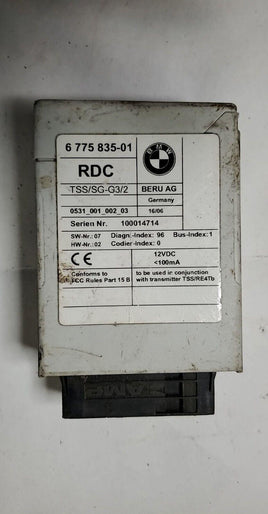 6 775 835-01
BMW
RDC
TSS/SG-G3/2
BERU AG
Germany
0531_001_002_03
16/06
Serien Nr. 100014714
SW-Nr.: 07 Diagn-Index: 96 Bus-Index: 1
HW-Nr.: 02 Codier-Index: 0
CE
12VDC
<100mA
Conforms to
FCC Rules Part 15 B
to be used in conjunction
with transmitter TSS/RE4Tb
AMP